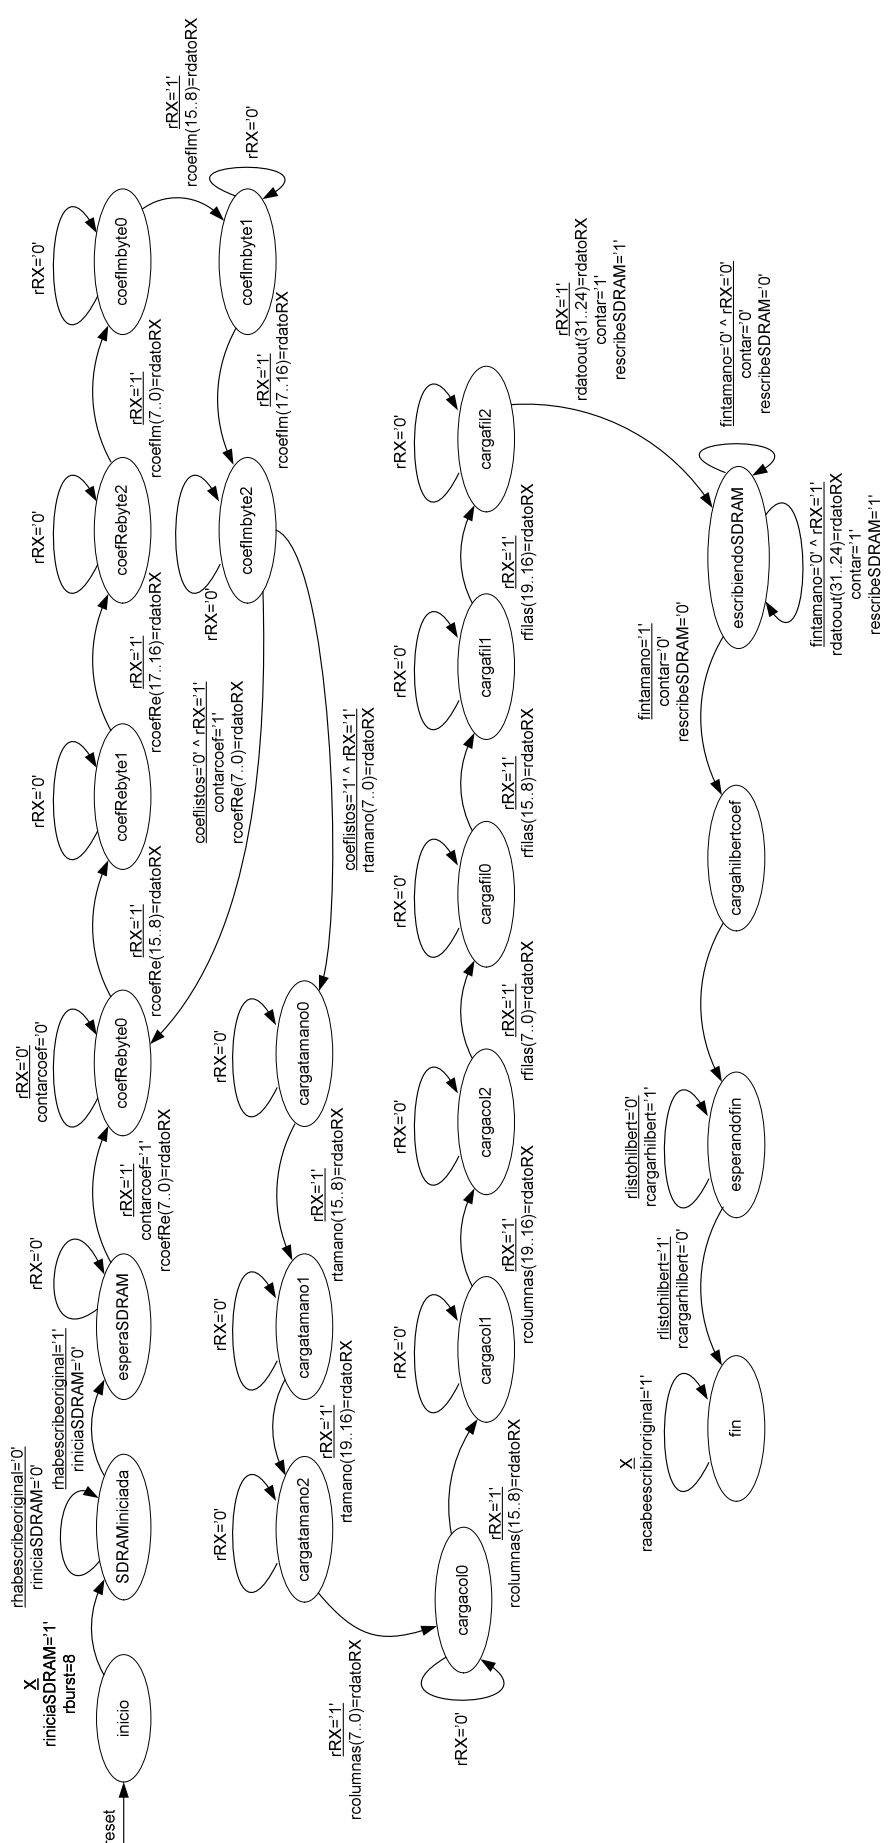 reset
inicio
X
riniciaSDRAM='1'
rburst=8
SDRAMiniciada
rhabescribeoriginal='0'
riniciaSDRAM='0'
rhabescribeoriginal='1'
riniciaSDRAM='0'
esperaSDRAM
rRX='0'
rRX='1'
contarcoef='1'
rcoefRe(7..0)=rdatoRX
coefRebyte0
rRX='0'
contarcoef='0'
rRX='1'
rcoefRe(15..8)=rdatoRX
coefRebyte1
rRX='0'
rRX='1'
rcoefRe(17..16)=rdatoRX
coefRebyte2
rRX='0'
rRX='1'
rcoefIm(7..0)=rdatoRX
coefImbyte0
rRX='0'
rRX='1'
rcoefIm(15..8)=rdatoRX
coefImbyte1
rRX='0'
rRX='1'
rcoefIm(17..16)=rdatoRX
coefImbyte2
rRX='0'
coeflistos='0' ^ rRX='1'
contarcoef='1'
rcoefRe(7..0)=rdatoRX
coeflistos='1' ^ rRX='1'
rtamano(7..0)=rdatoRX
cargatamano0
rRX='0'
rRX='1'
rtamano(15..8)=rdatoRX
cargatamano1
rRX='0'
rRX='1'
rtamano(19..16)=rdatoRX
cargatamano2
rRX='0'
rRX='1'
rcolumnas(7..0)=rdatoRX
cargacol0
rRX='0'
rRX='1'
rcolumnas(15..8)=rdatoRX
cargacol1
rRX='0'
rRX='1'
rcolumnas(19..16)=rdatoRX
cargacol2
rRX='0'
rRX='1'
rfilas(7..0)=rdatoRX
cargafil0
rRX='0'
rRX='1'
rfilas(15..8)=rdatoRX
cargafil1
rRX='0'
rRX='1'
rfilas(19..16)=rdatoRX
cargafil2
rRX='0'
rRX='1'
rdatoout(31..24)=rdatoRX
contar='1'
rescribeSDRAM='1'
escribiendoSDRAM
fintamano='0' ^ rRX='0'
contar='0'
rescribeSDRAM='0'
fintamano='0' ^ rRX='1'
rdatoout(31..24)=rdatoRX
contar='1'
rescribeSDRAM='1'
fintamano='1'
contar='0'
rescribeSDRAM='0'
cargahilbertcoef
esperandofin
rlistohilbert='0'
rcargarhilbert='1'
rlistohilbert='1'
rcargarhilbert='0'
fin
X
racabeescribiroriginal='1'